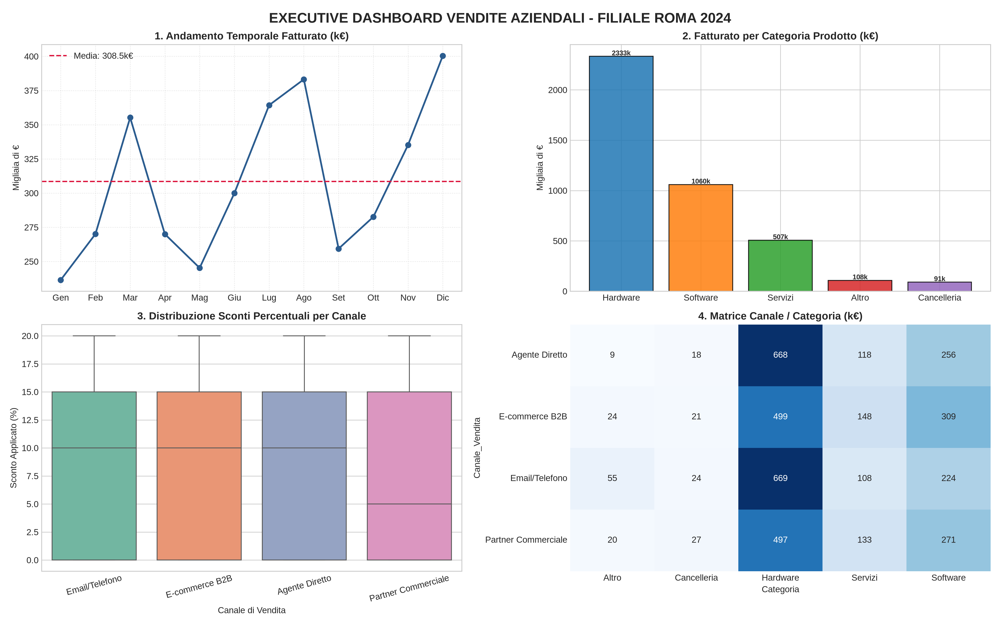 EXECUTIVE DASHBOARD VENDITE AZIENDALI - FILIALE ROMA 2024
1. Andamento Temporale Fatturato (k€)
Media: 308.5k€
Migliaia di €
400
375
350
325
300
275
250
Gen Feb Mar Apr Mag Giu Lug Ago Set Ott Nov Dic
2. Fatturato per Categoria Prodotto (k€)
Migliaia di €
2000
1500
1000
500
0
2333k
1060k
507k
108k
91k
Hardware Software Servizi Altro Cancelleria
3. Distribuzione Sconti Percentuali per Canale
Sconto Applicato (%)
20.0
17.5
15.0
12.5
10.0
7.5
5.0
2.5
0.0
Email/Telefono E-commerce B2B Agente Diretto Partner Commerciale
Canale di Vendita
4. Matrice Canale / Categoria (k€)
Canale_Vendita
Agente Diretto 9 18 668 118 256
E-commerce B2B 24 21 499 148 309
Email/Telefono 55 24 669 108 224
Partner Commerciale 20 27 497 133 271
Altro Cancelleria Hardware Servizi Software
Categoria